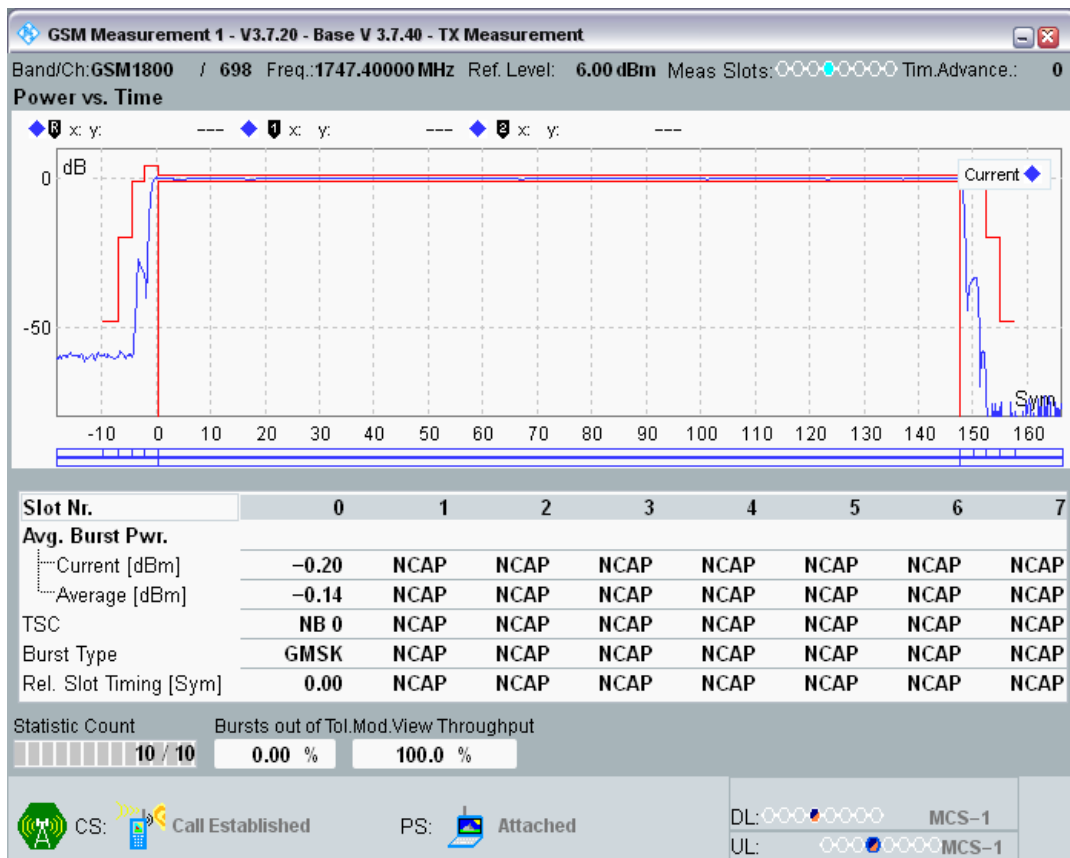 GSM Measurement 1 - V3.7.20 - Base V 3.7.40 - TX Measurement
Band/Ch:GSM1800 / 698 Freq.:1747.40000 MHz Ref. Level: 6.00 dBm Meas Slots: Tim.Advance.: 0
Power vs. Time
R x: y: --- 1 x: y: --- 2 x: y: ---
dB
Current
0
-50
Sym
-10 0 10 20 30 40 50 60 70 80 90 100 110 120 130 140 150 160
Slot Nr. 0 1 2 3 4 5 6 7
Avg. Burst Pwr.
Current [dBm] −0.20 NCAP NCAP NCAP NCAP NCAP NCAP NCAP
Average [dBm] −0.14 NCAP NCAP NCAP NCAP NCAP NCAP NCAP
TSC NB 0 NCAP NCAP NCAP NCAP NCAP NCAP NCAP
Burst Type GMSK NCAP NCAP NCAP NCAP NCAP NCAP NCAP
Rel. Slot Timing [Sym] 0.00 NCAP NCAP NCAP NCAP NCAP NCAP NCAP
Statistic Count Bursts out of Tol. Mod.View Throughput
10 / 10 0.00 % 100.0 %
CS: Call Established PS: Attached
DL: MCS−1
UL: MCS−1